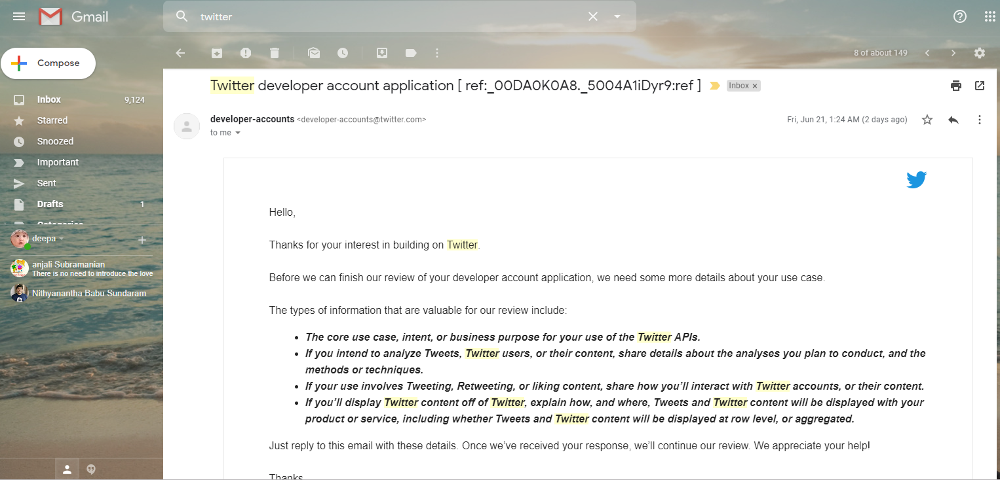 Gmail
twitter
Compose
8 of about 149
Twitter developer account application [ ref:_00DA0K0A8._5004A1iDyr9:ref ]
Inbox ×
Inbox 9,124
Starred
Snoozed
Important
Sent
Drafts 1
Categories
deepa
anjali Subramanian
There is no need to introduce the love
Nithyanantha Babu Sundaram
developer-accounts <developer-accounts@twitter.com>
Fri, Jun 21, 1:24 AM (2 days ago)
to me
Hello,
Thanks for your interest in building on Twitter.
Before we can finish our review of your developer account application, we need some more details about your use case.
The types of information that are valuable for our review include:
• The core use case, intent, or business purpose for your use of the Twitter APIs.
• If you intend to analyze Tweets, Twitter users, or their content, share details about the analyses you plan to conduct, and the
methods or techniques.
• If your use involves Tweeting, Retweeting, or liking content, share how you’ll interact with Twitter accounts, or their content.
• If you’ll display Twitter content off of Twitter, explain how, and where, Tweets and Twitter content will be displayed with your
product or service, including whether Tweets and Twitter content will be displayed at row level, or aggregated.
Just reply to this email with these details. Once we’ve received your response, we’ll continue our review. We appreciate your help!
Thanks